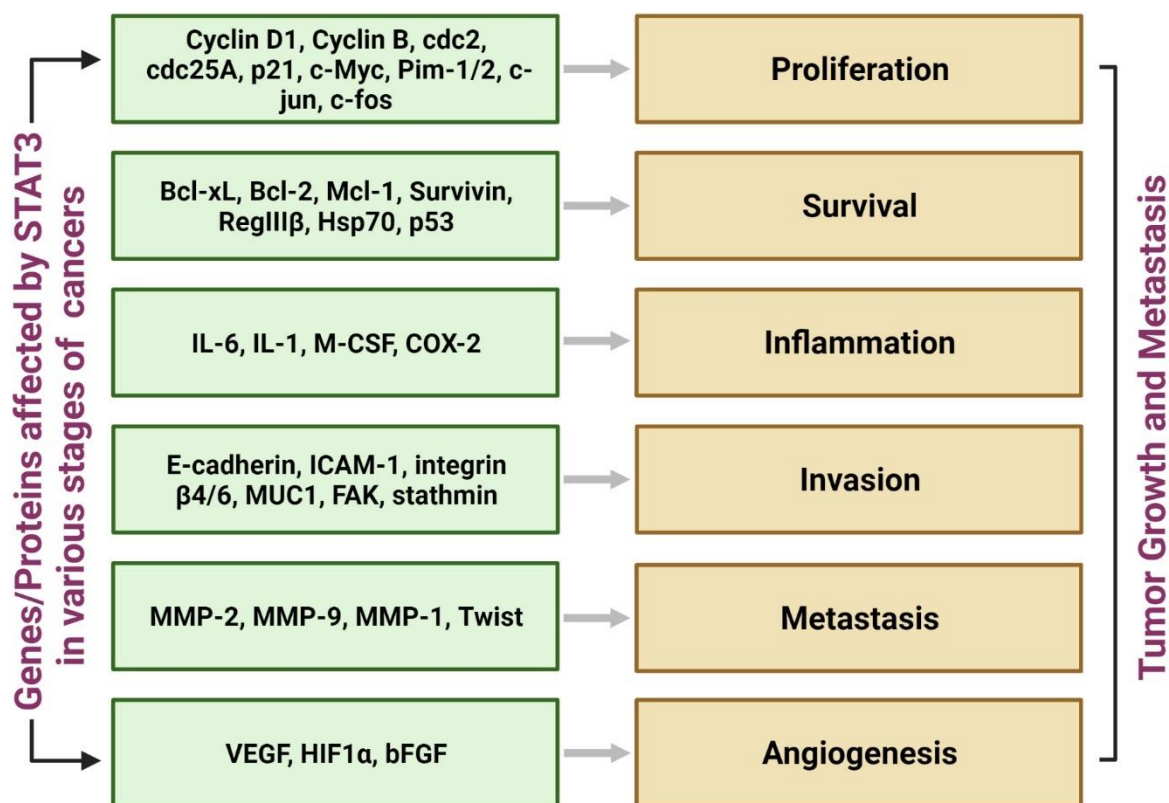 Genes/Proteins affected by STAT3
in various stages of cancers
Cyclin D1, Cyclin B, cdc2,
cdc25A, p21, c-Myc, Pim-1/2, c-
jun, c-fos
Proliferation
Bcl-xL, Bcl-2, Mcl-1, Survivin,
RegIIIβ, Hsp70, p53
Survival
IL-6, IL-1, M-CSF, COX-2
Inflammation
E-cadherin, ICAM-1, integrin
β4/6, MUC1, FAK, stathmin
Invasion
MMP-2, MMP-9, MMP-1, Twist
Metastasis
VEGF, HIF1α, bFGF
Angiogenesis
Tumor Growth and Metastasis